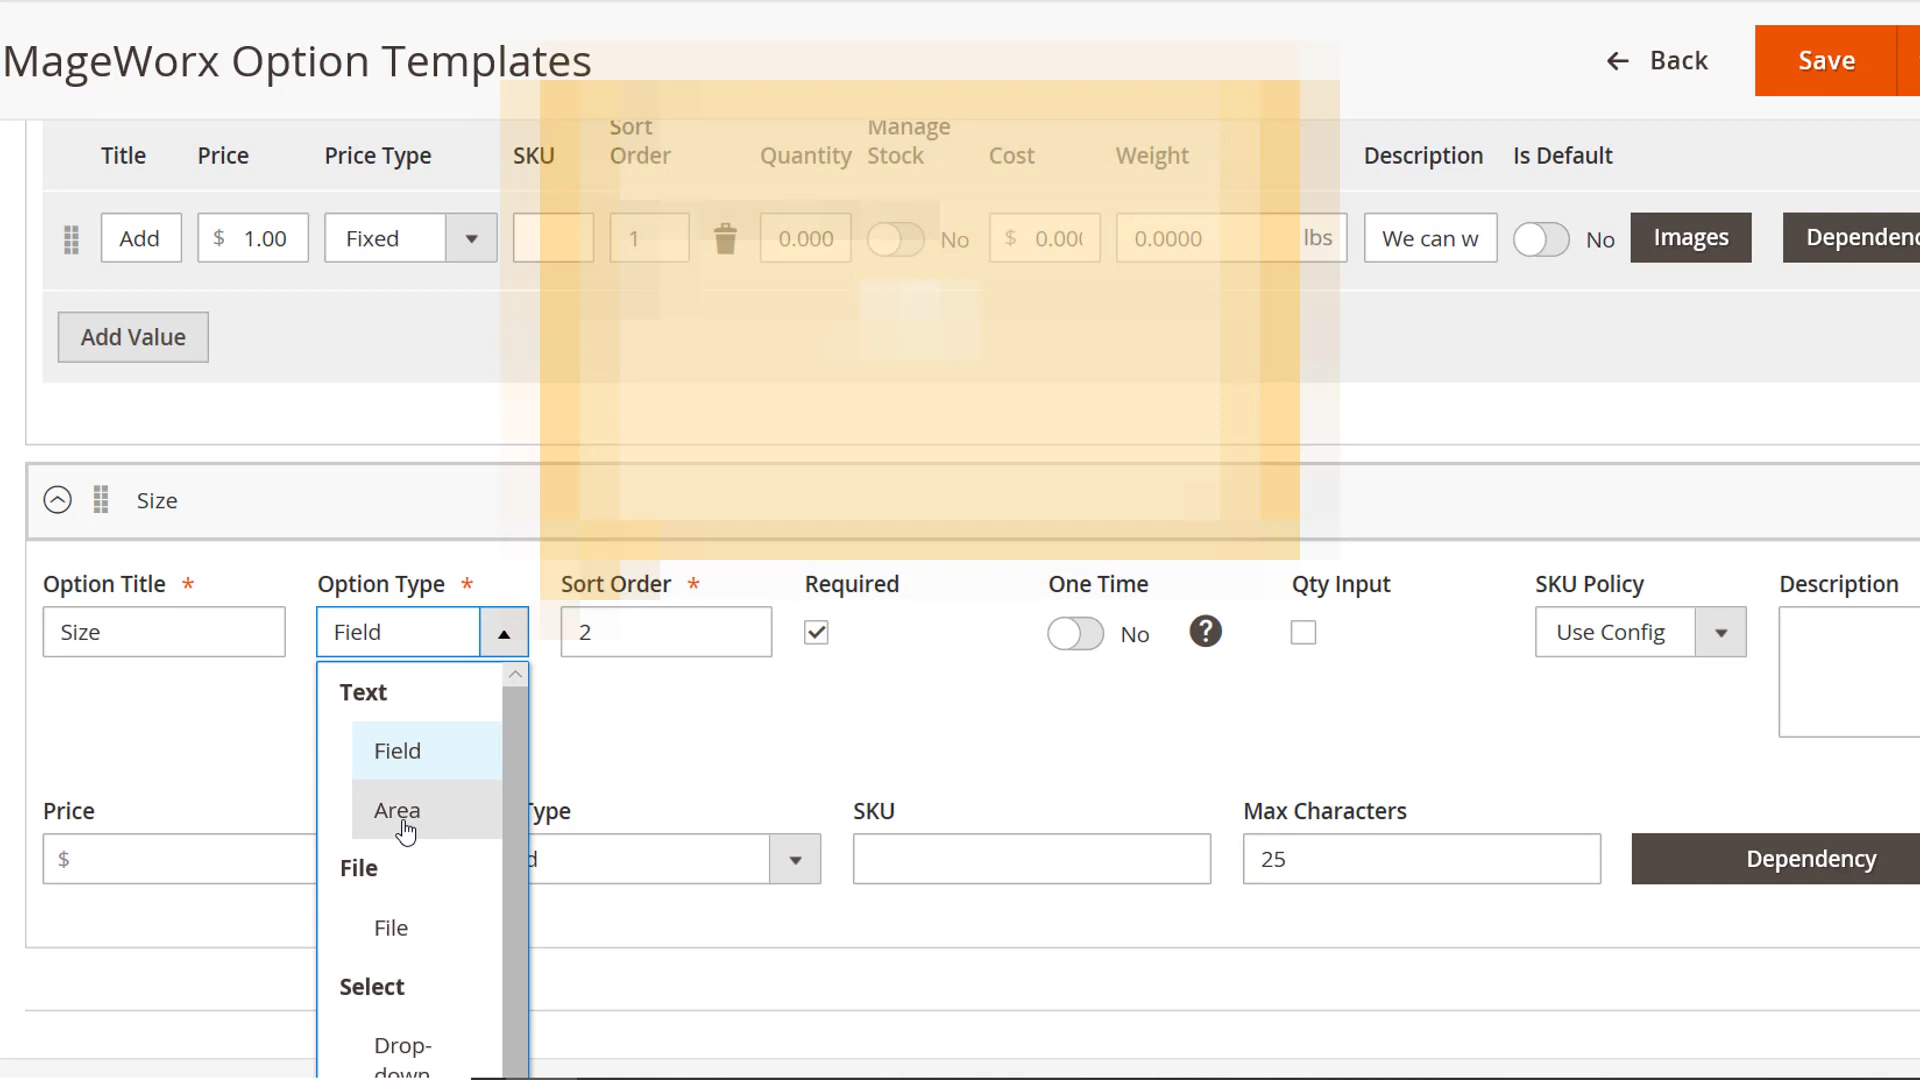 MageWorx Option Templates
Back
Save
Title Price Price Type SKU Sort Order Quantity Manage Stock Cost Weight Description Is Default
Add $ 1.00 Fixed 1 0.000 No $ 0.00 0.0000 lbs We can w No Images Dependenc
Add Value
Size
Option Title * Option Type * Sort Order * Required One Time Qty Input SKU Policy Description
Size Field 2 No ? Use Config
Text
Field
Area
File
File
Select
Drop-
down
Price Type SKU Max Characters
$ d 25 Dependency